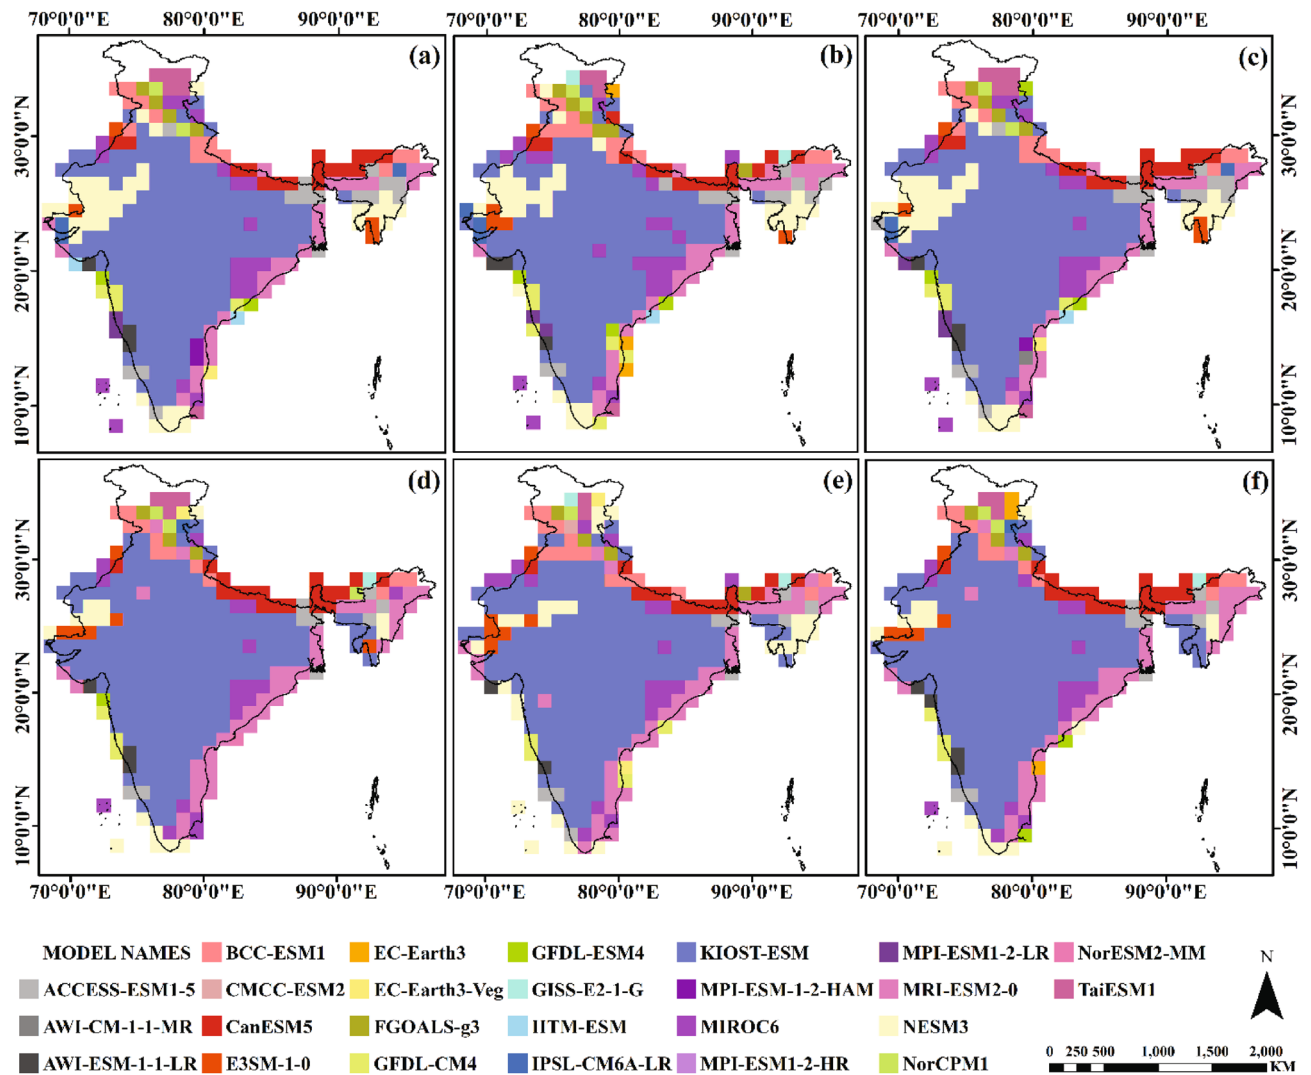 70°0'0"E 80°0'0"E 90°0'0"E 70°0'0"E 80°0'0"E 90°0'0"E 70°0'0"E 80°0'0"E 90°0'0"E
(a) (b) (c)
30°0'0"N 30°0'0"N
20°0'0"N 20°0'0"N
10°0'0"N 10°0'0"N
(d) (e) (f)
30°0'0"N 30°0'0"N
20°0'0"N 20°0'0"N
10°0'0"N 10°0'0"N
70°0'0"E 80°0'0"E 90°0'0"E 70°0'0"E 80°0'0"E 90°0'0"E 70°0'0"E 80°0'0"E 90°0'0"E
MODEL NAMES BCC-ESM1 EC-Earth3 GFDL-ESM4 KIOST-ESM MPI-ESM1-2-LR NorESM2-MM N
ACCESS-ESM1-5 CMCC-ESM2 EC-Earth3-Veg GISS-E2-1-G MPI-ESM-1-2-HAM MRI-ESM2-0 TaiESM1
AWI-CM-1-1-MR CanESM5 FGOALS-g3 IITM-ESM MIROC6 NESM3
AWI-ESM-1-1-LR E3SM-1-0 GFDL-CM4 IPSL-CM6A-LR MPI-ESM1-2-HR NorCPM1
0 250 500 1,000 1,500 2,000
KM